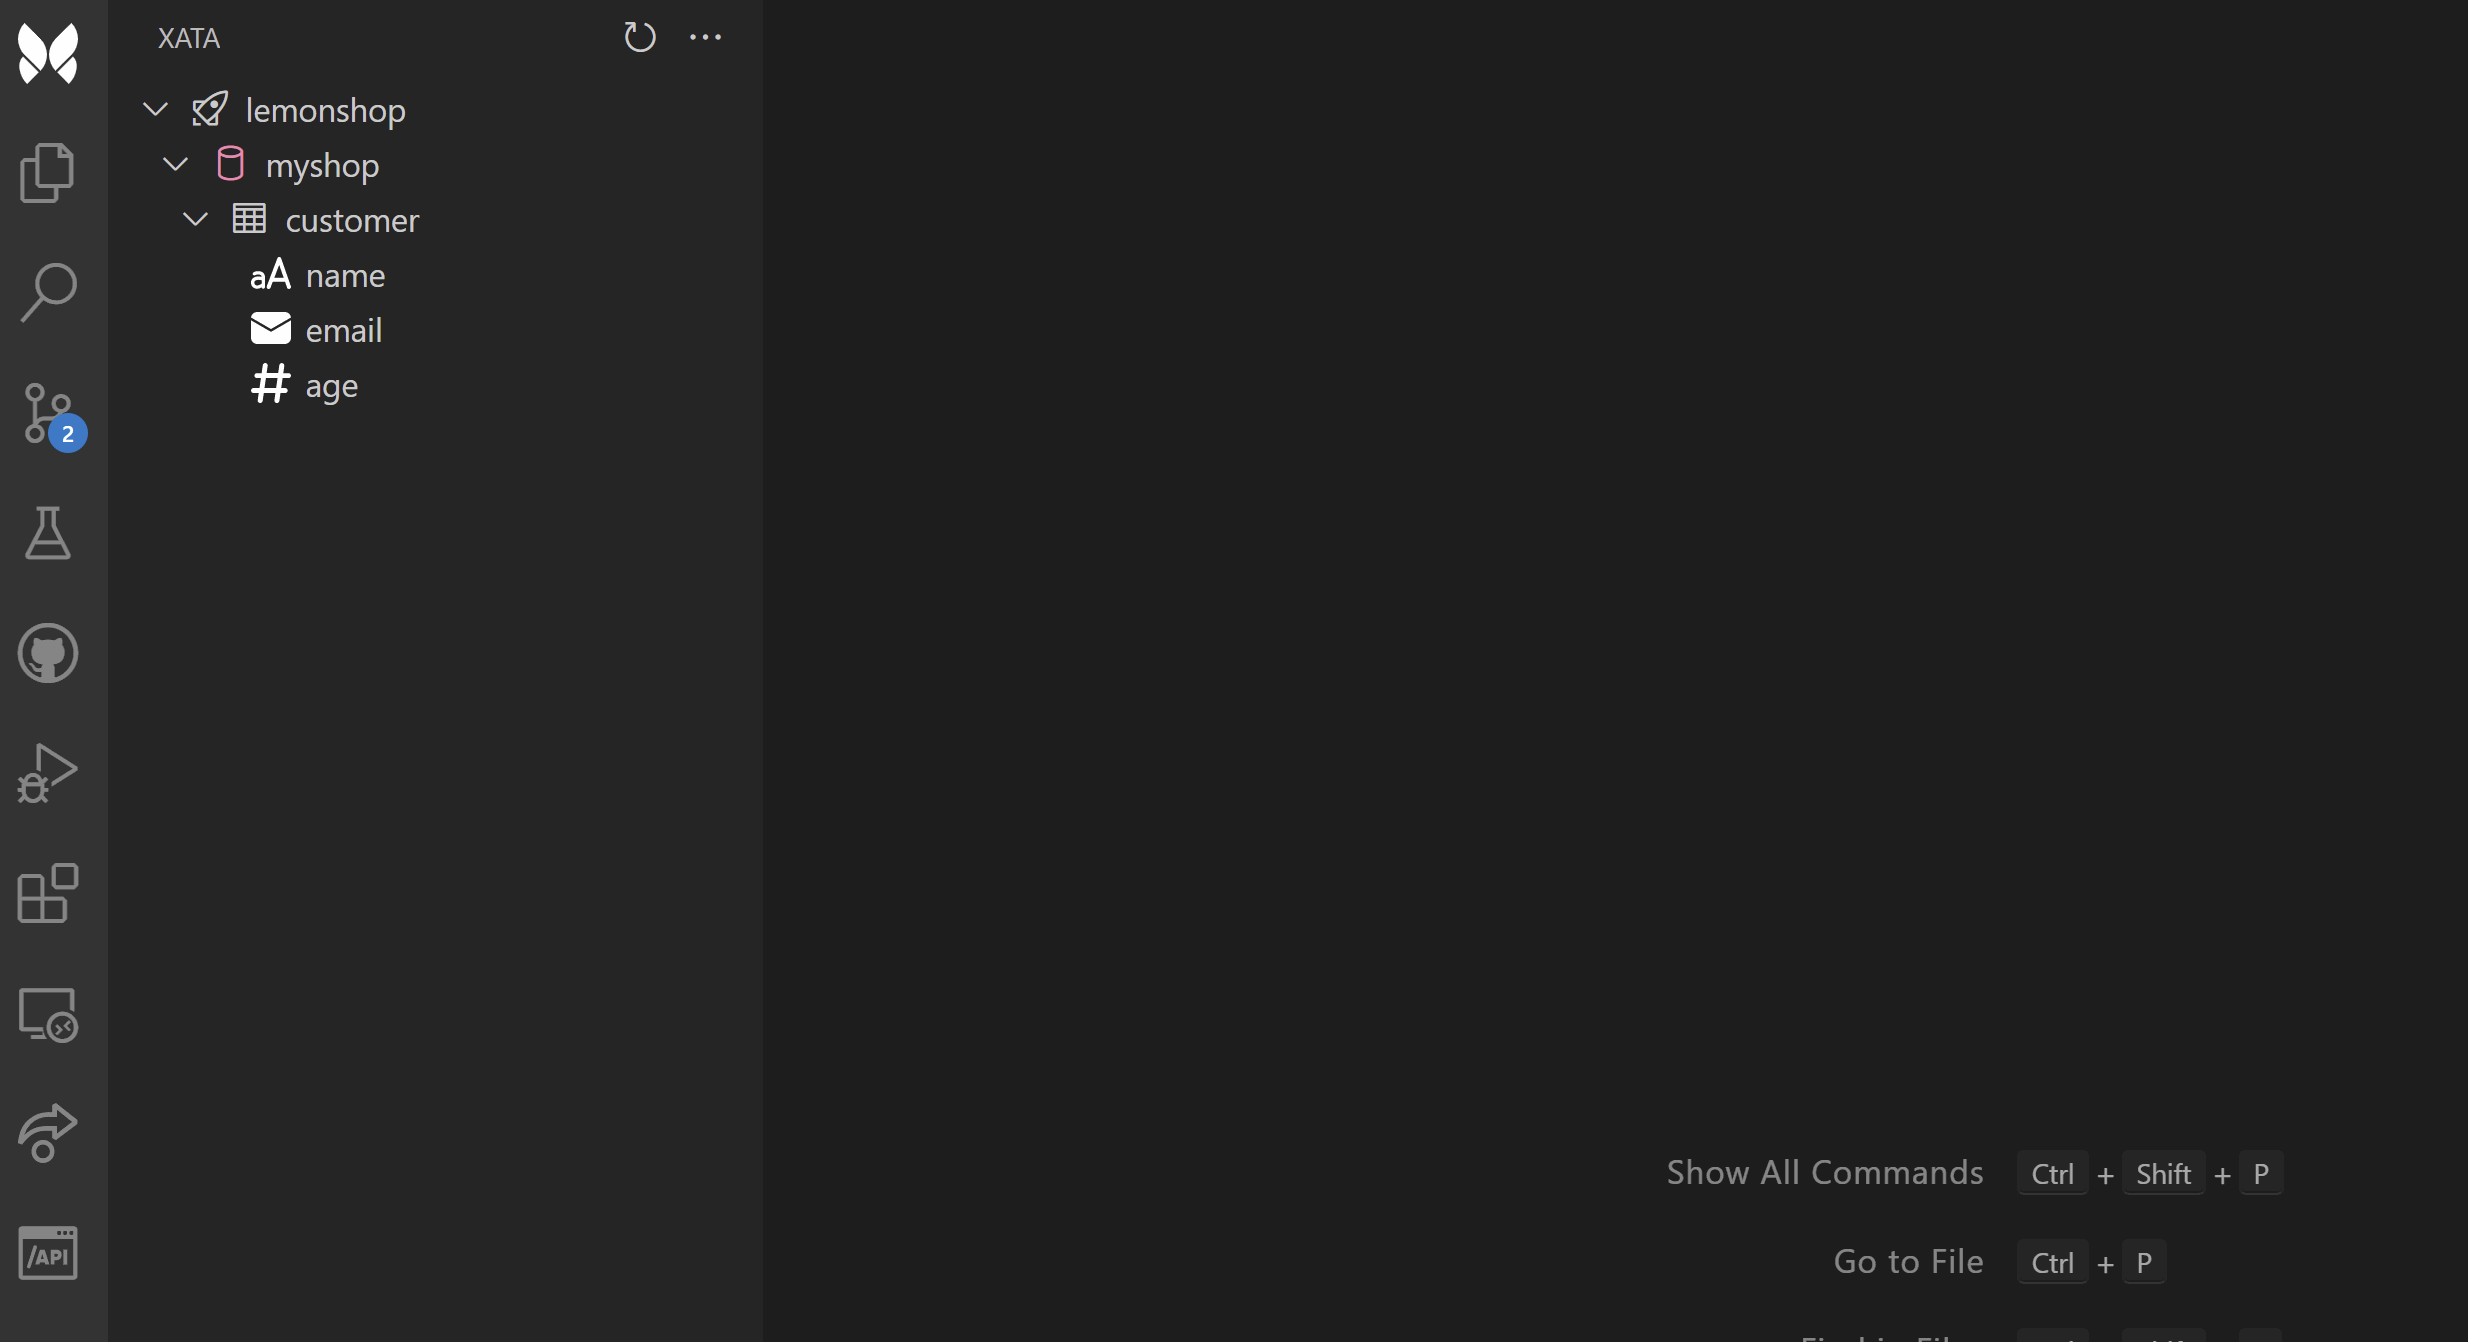 XATA
lemonshop
myshop
customer
aA name
email
# age
2
/API
Show All Commands Ctrl + Shift + P
Go to File Ctrl + P